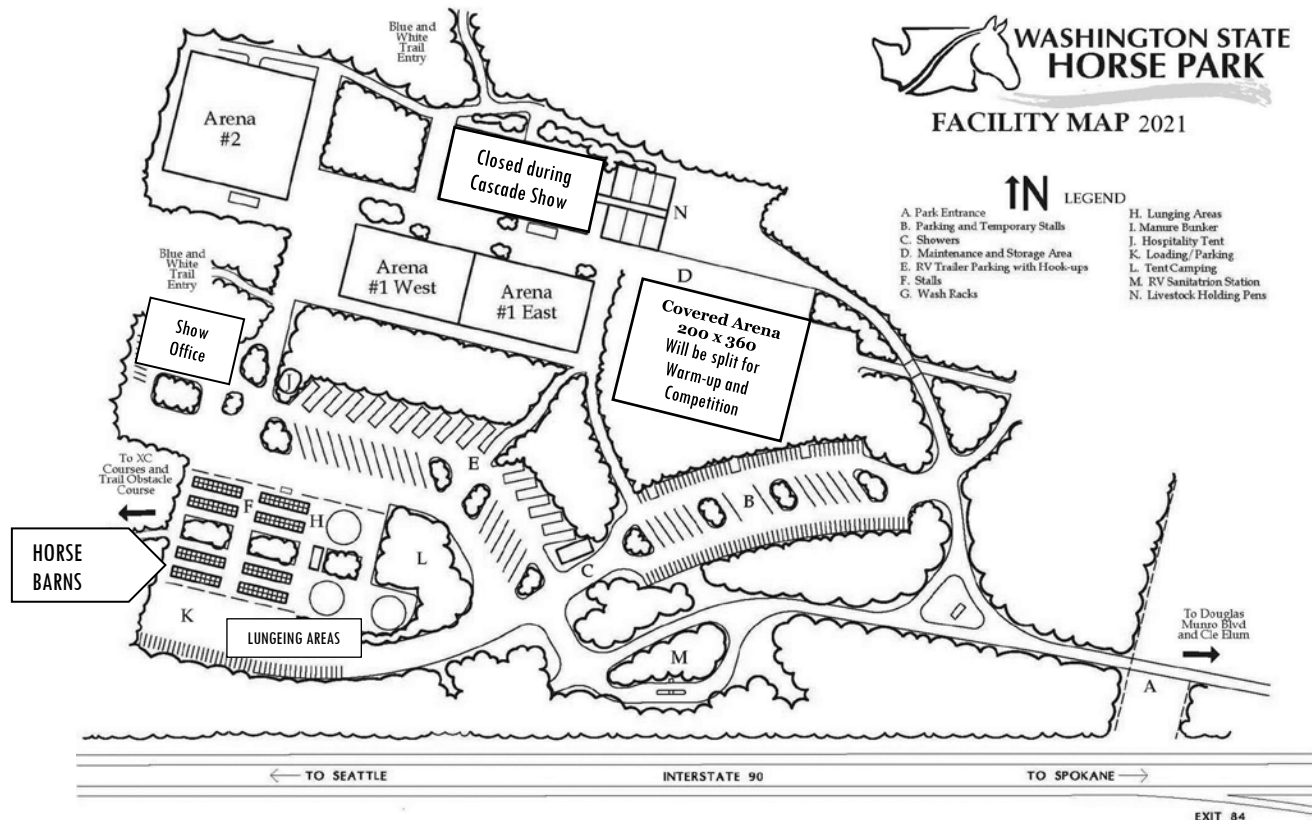 Blue and
White
Trail
Entry
WASHINGTON STATE
HORSE PARK
FACILITY MAP 2021
Arena
#2
Closed during
Cascade Show
N
N
LEGEND
A. Park Entrance
B. Parking and Temporary Stalls
C. Showers
D. Maintenance and Storage Area
E. RV Trailer Parking with Hook-ups
F. Stalls
G. Wash Racks
H. Lunging Areas
I. Manure Bunker
J. Hospitality Tent
K. Loading/Parking
L. Tent Camping
M. RV Sanitatrion Station
N. Livestock Holding Pens
Blue and
White
Trail
Entry
Arena
#1 West
Arena
#1 East
D
Show
Office
Covered Arena
200 x 360
Will be split for
Warm-up and
Competition
J
To XC
Courses and
Trail Obstacle
Course
E
B
F
H
HORSE
BARNS
L
C
K
LUNGEING AREAS
M
To Douglas
Munro Blvd
and Cle Elum
A
TO SEATTLE
INTERSTATE 90
TO SPOKANE
EXIT 84